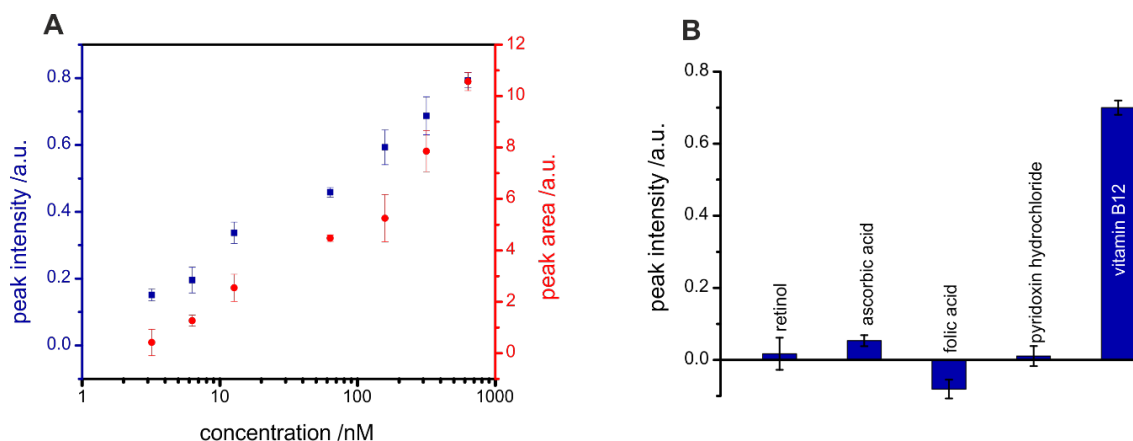 A
peak intensity /a.u.
0.8
0.6
0.4
0.2
0.0
12
10
8
6
4
2
0
peak area /a.u.
1
10
100
1000
concentration /nM
B
peak intensity /a.u.
0.8
0.6
0.4
0.2
0.0
retinol
ascorbic acid
folic acid
pyridoxin hydrochloride
vitamin B12